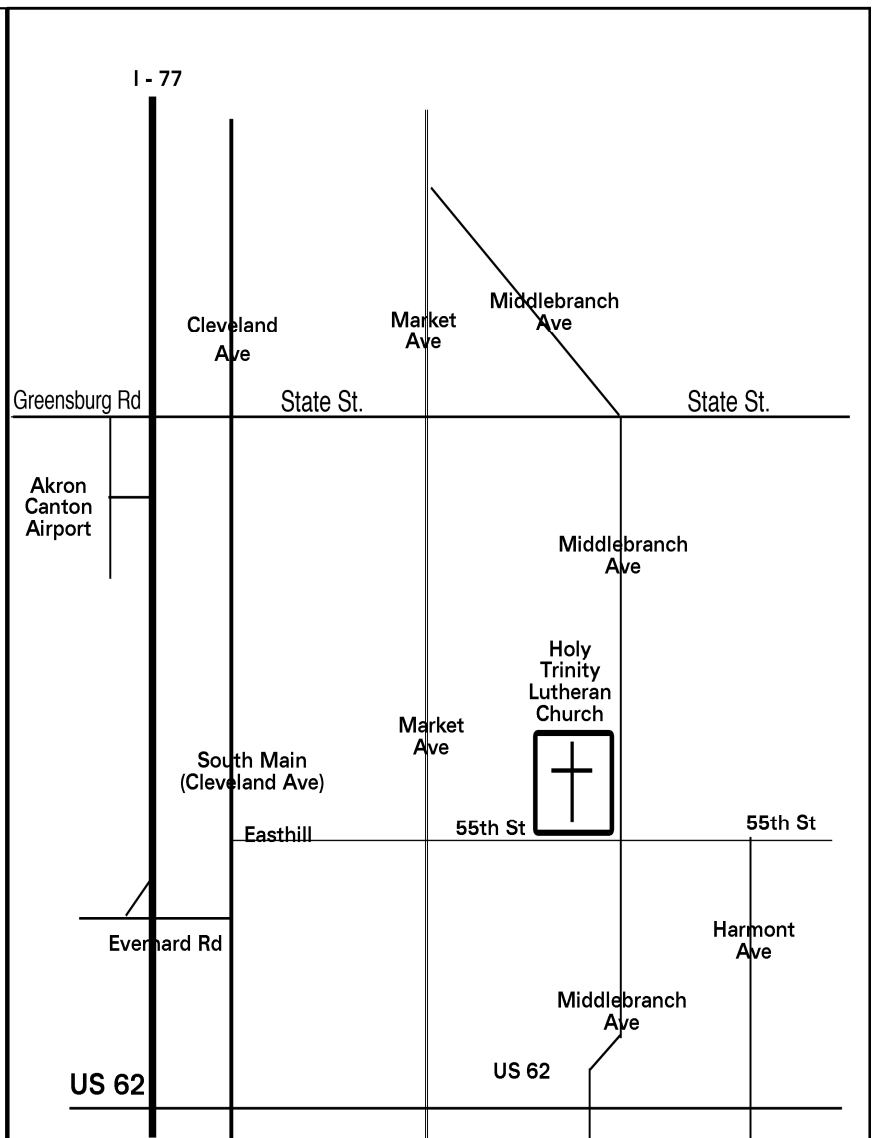 I - 77
Cleveland
Ave
Market
Ave
Middlebranch
Ave
Greensburg Rd
State St.
State St.
Akron
Canton
Airport
Middlebranch
Ave
Holy
Trinity
Lutheran
Church
Market
Ave
South Main
(Cleveland Ave)
Easthill
55th St
55th St
Everhard Rd
Harmont
Ave
Middlebranch
Ave
US 62
US 62